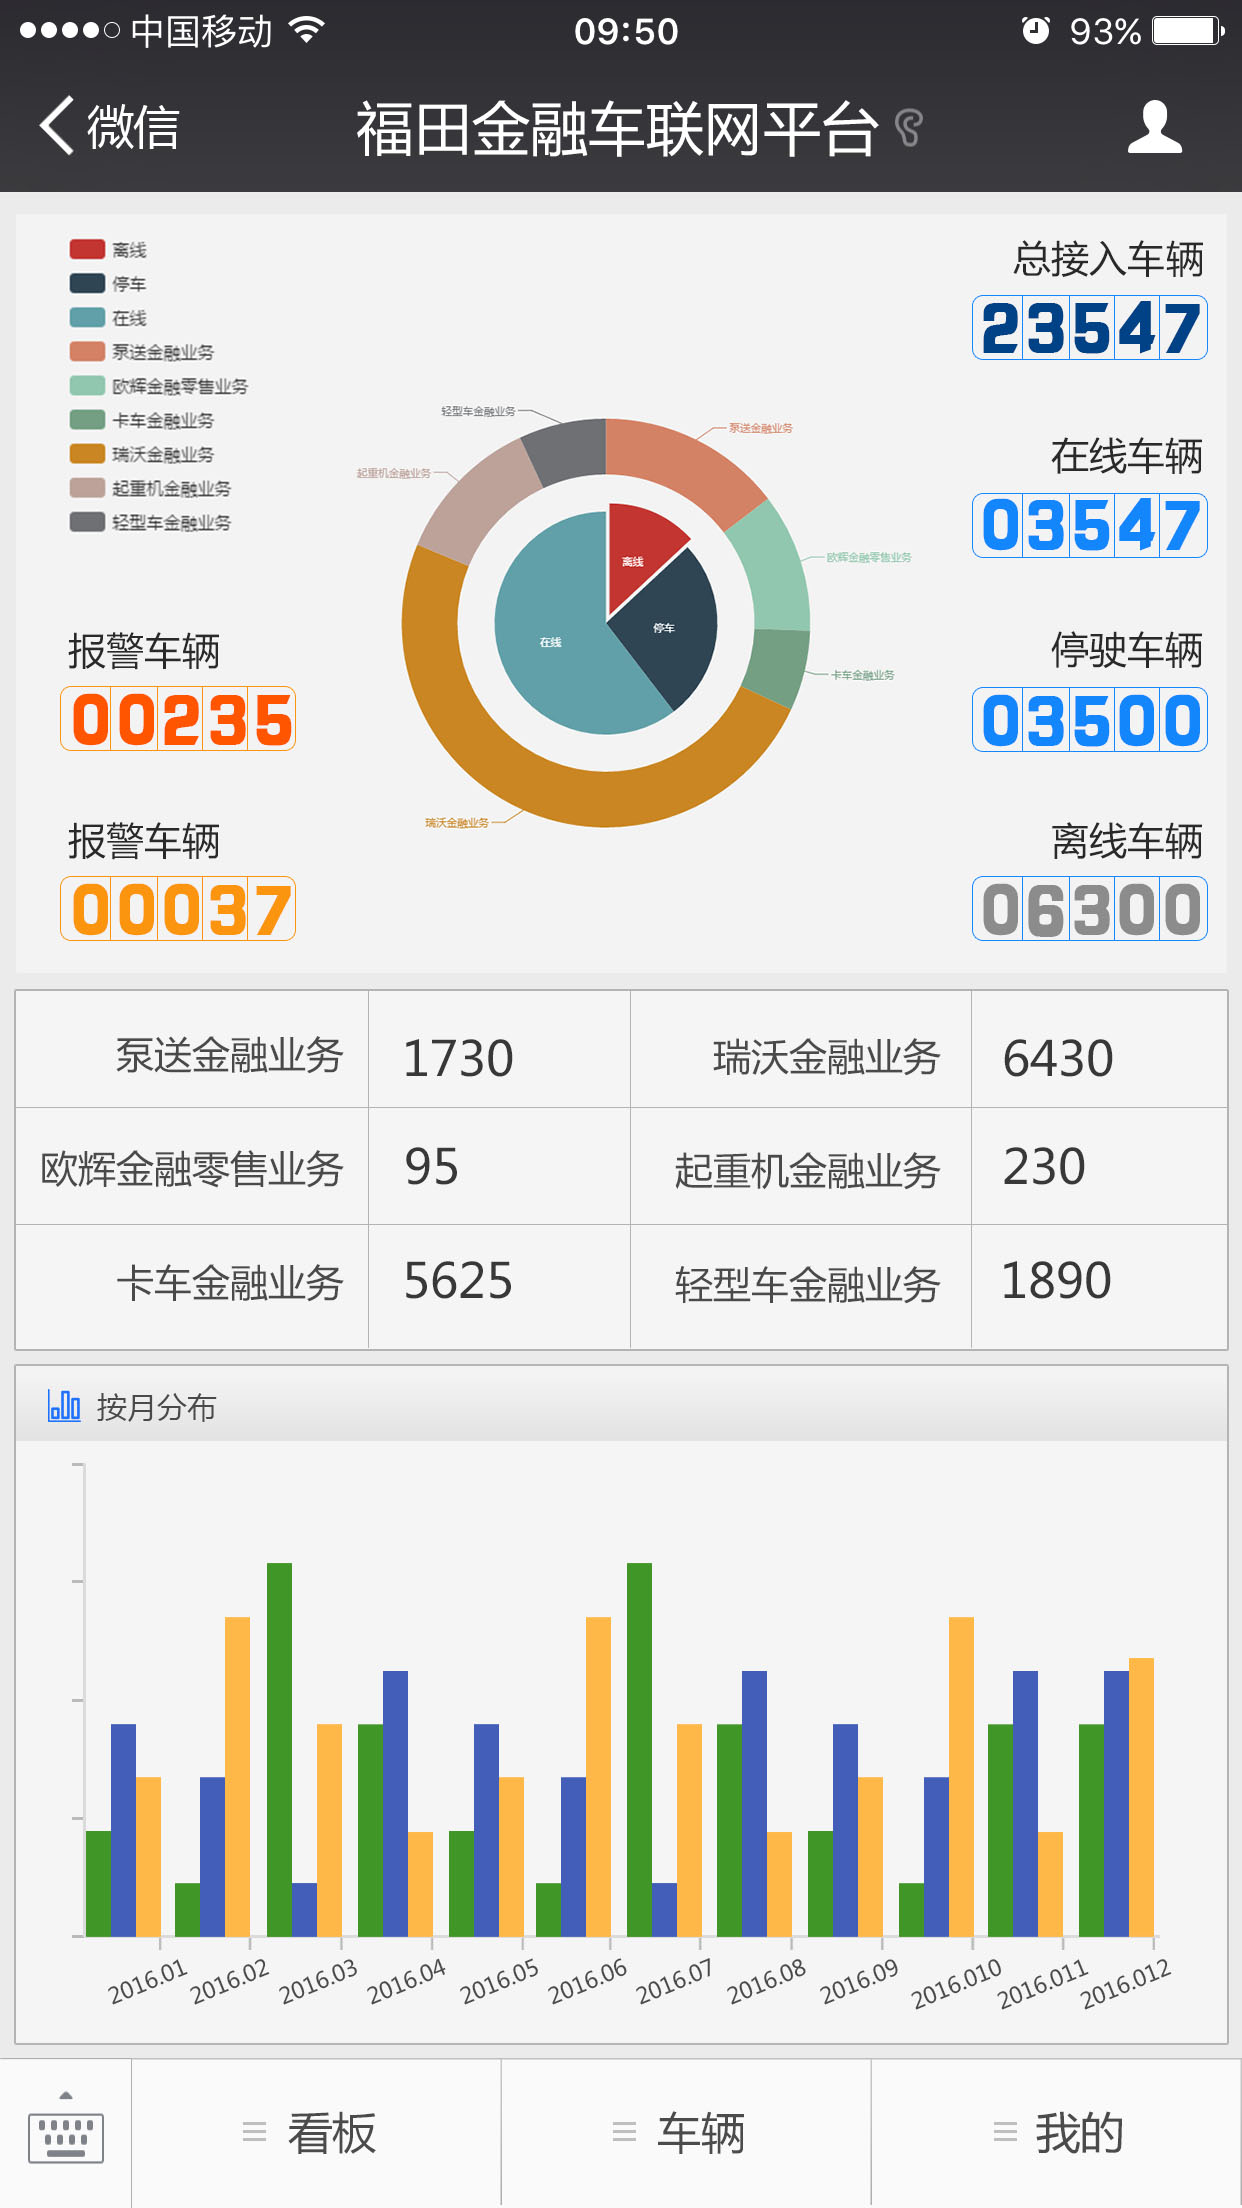 中国移动 09:50 93%
微信 福田金融车联网平台
离线
停车
在线
泵送金融业务
欧辉金融零售业务
卡车金融业务
瑞沃金融业务
起重机金融业务
轻型车金融业务
总接入车辆
23547
在线车辆
03547
停驶车辆
03500
离线车辆
06300
报警车辆
00235
报警车辆
00037
轻型车金融业务
泵送金融业务
起重机金融业务
欧辉金融零售业务
卡车金融业务
瑞沃金融业务
离线
停车
在线
泵送金融业务 1730 瑞沃金融业务 6430
欧辉金融零售业务 95 起重机金融业务 230
卡车金融业务 5625 轻型车金融业务 1890
按月分布
2016.01 2016.02 2016.03 2016.04 2016.05 2016.06 2016.07 2016.08 2016.09 2016.010 2016.011 2016.012
看板 车辆 我的